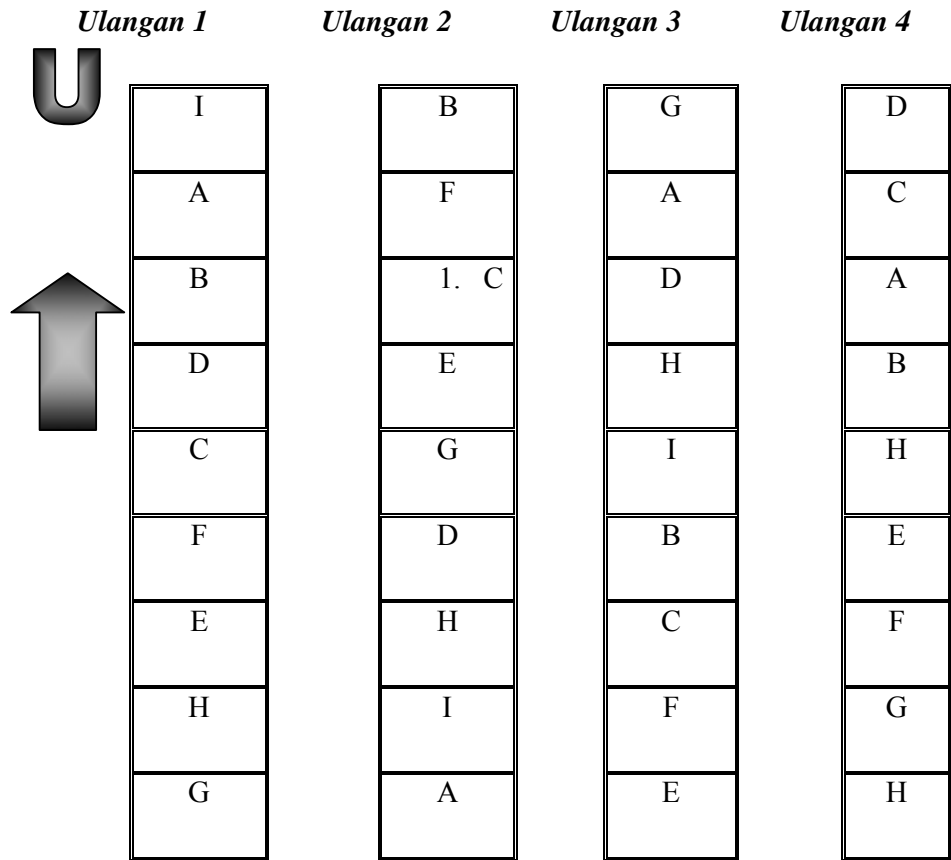 Ulangan 1 Ulangan 2 Ulangan 3 Ulangan 4
U
I B G D
A F A C
B 1. C D A
D E H B
C G I H
F D B E
E H C F
H I F G
G A E H